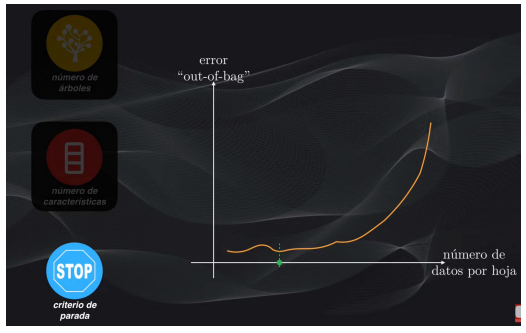 número de
árboles
número de
características
STOP
criterio de
parada
error
“out-of-bag”
número de
datos por hoja